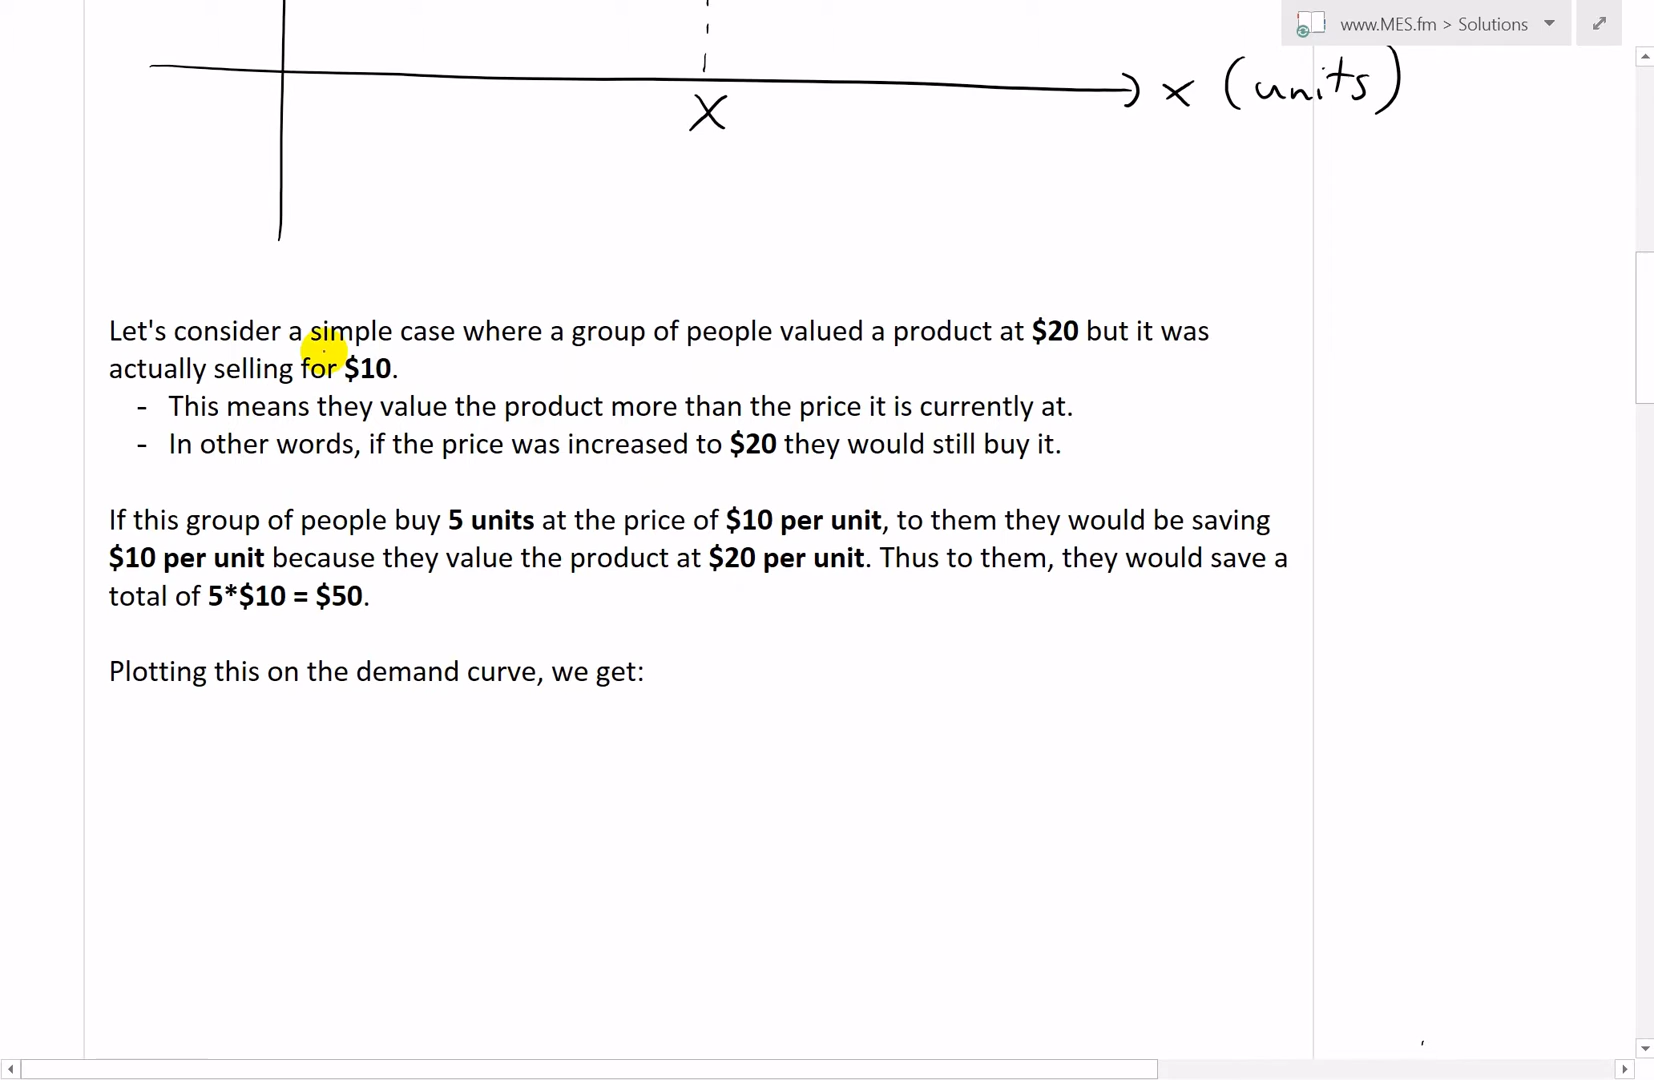 www.MES.fm > Solutions
x (units)
X
Let's consider a simple case where a group of people valued a product at $20 but it was
actually selling for $10.
- This means they value the product more than the price it is currently at.
- In other words, if the price was increased to $20 they would still buy it.
If this group of people buy 5 units at the price of $10 per unit, to them they would be saving
$10 per unit because they value the product at $20 per unit. Thus to them, they would save a
total of 5*$10 = $50.
Plotting this on the demand curve, we get: